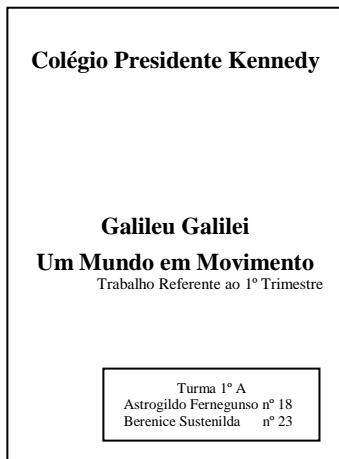 Colégio Presidente Kennedy
Galileu Galilei
Um Mundo em Movimento
Trabalho Referente ao 1º Trimestre
Turma 1º A
Astrogildo Fernegunso nº 18
Berenice Sustenilda nº 23